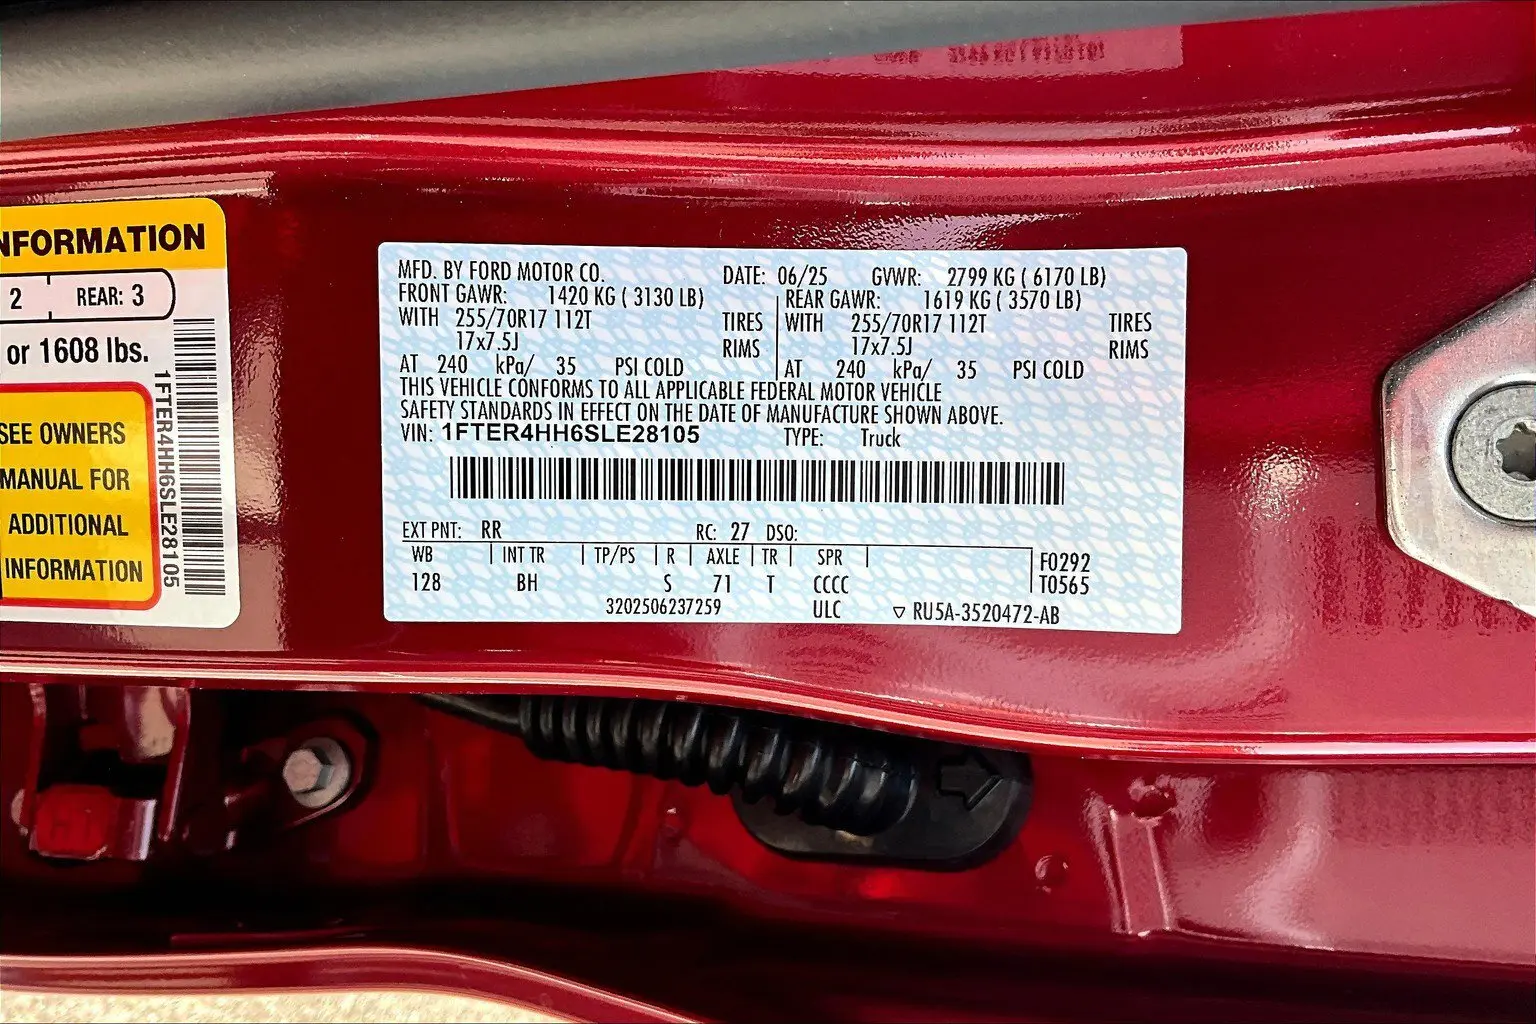 NFORMATION
2 REAR: 3
or 1608 lbs.
SEE OWNERS
MANUAL FOR
ADDITIONAL
INFORMATION
1FTER4HH6SLE28105
MFD. BY FORD MOTOR CO. DATE: 06/25 GVWR: 2799 KG ( 6170 LB)
FRONT GAWR: 1420 KG ( 3130 LB) REAR GAWR: 1619 KG ( 3570 LB)
WITH 255/70R17 112T TIRES WITH 255/70R17 112T TIRES
17x7.5J RIMS 17x7.5J RIMS
AT 240 kPa/ 35 PSI COLD AT 240 kPa/ 35 PSI COLD
THIS VEHICLE CONFORMS TO ALL APPLICABLE FEDERAL MOTOR VEHICLE
SAFETY STANDARDS IN EFFECT ON THE DATE OF MANUFACTURE SHOWN ABOVE.
VIN: 1FTER4HH6SLE28105 TYPE: Truck
EXT PNT: RR RC: 27 DSO:
WB INT TR TP/PS R AXLE TR SPR F0292
128 BH S 71 T CCCC T0565
3202506237259 ULC ▽ RU5A-3520472-AB